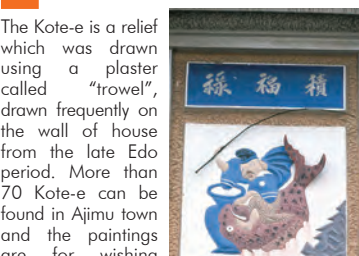 The Kote-e is a relief
which was drawn
using a plaster
called “trowel”,
drawn frequently on
the wall of house
from the late Edo
period. More than
70 Kote-e can be
found in Ajimu town
and the paintings
are for wishing
祿福積